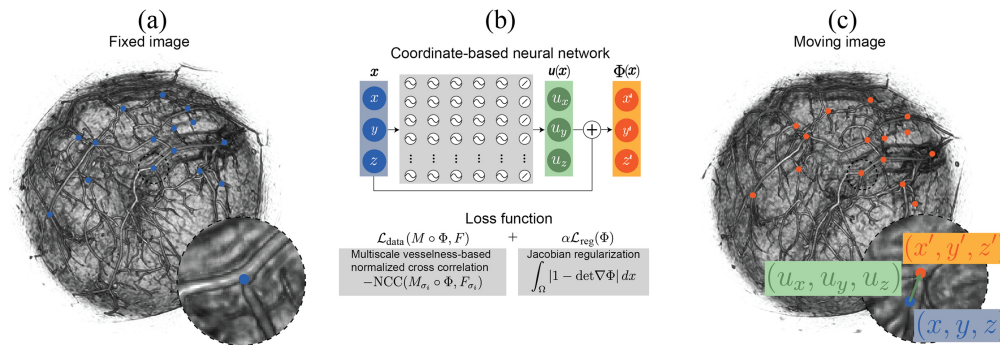 (a)
Fixed image
(b)
Coordinate-based neural network
x
u(x)
Φ(x)
x
y
z
u_x
u_y
u_z
+
x'
y'
z'
Loss function
ℒ_data(M ∘ Φ, F) + αℒ_reg(Φ)
Multiscale vesselness-based
normalized cross correlation
−NCC(M_σᵢ ∘ Φ, F_σᵢ)
Jacobian regularization
∫_Ω |1 − det∇Φ| dx
(c)
Moving image
(x', y', z')
(u_x, u_y, u_z)
(x, y, z